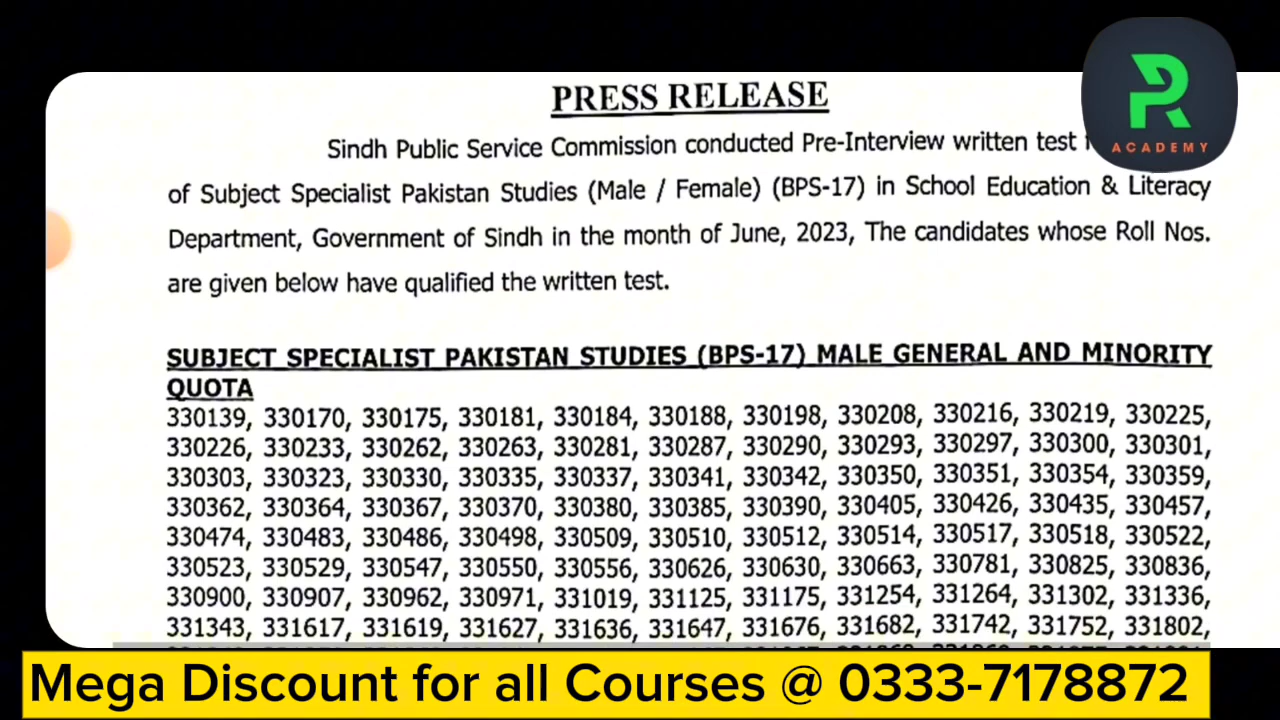 PRESS RELEASE
Sindh Public Service Commission conducted Pre-Interview written test
of Subject Specialist Pakistan Studies (Male / Female) (BPS-17) in School Education & Literacy
Department, Government of Sindh in the month of June, 2023, The candidates whose Roll Nos.
are given below have qualified the written test.
SUBJECT SPECIALIST PAKISTAN STUDIES (BPS-17) MALE GENERAL AND MINORITY
QUOTA
330139, 330170, 330175, 330181, 330184, 330188, 330198, 330208, 330216, 330219, 330225,
330226, 330233, 330262, 330263, 330281, 330287, 330290, 330293, 330297, 330300, 330301,
330303, 330323, 330330, 330335, 330337, 330341, 330342, 330350, 330351, 330354, 330359,
330362, 330364, 330367, 330370, 330380, 330385, 330390, 330405, 330426, 330435, 330457,
330474, 330483, 330486, 330498, 330509, 330510, 330512, 330514, 330517, 330518, 330522,
330523, 330529, 330547, 330550, 330556, 330626, 330630, 330663, 330781, 330825, 330836,
330900, 330907, 330962, 330971, 331019, 331125, 331175, 331254, 331264, 331302, 331336,
331343, 331617, 331619, 331627, 331636, 331647, 331676, 331682, 331742, 331752, 331802,
R ACADEMY
Mega Discount for all Courses @ 0333-7178872